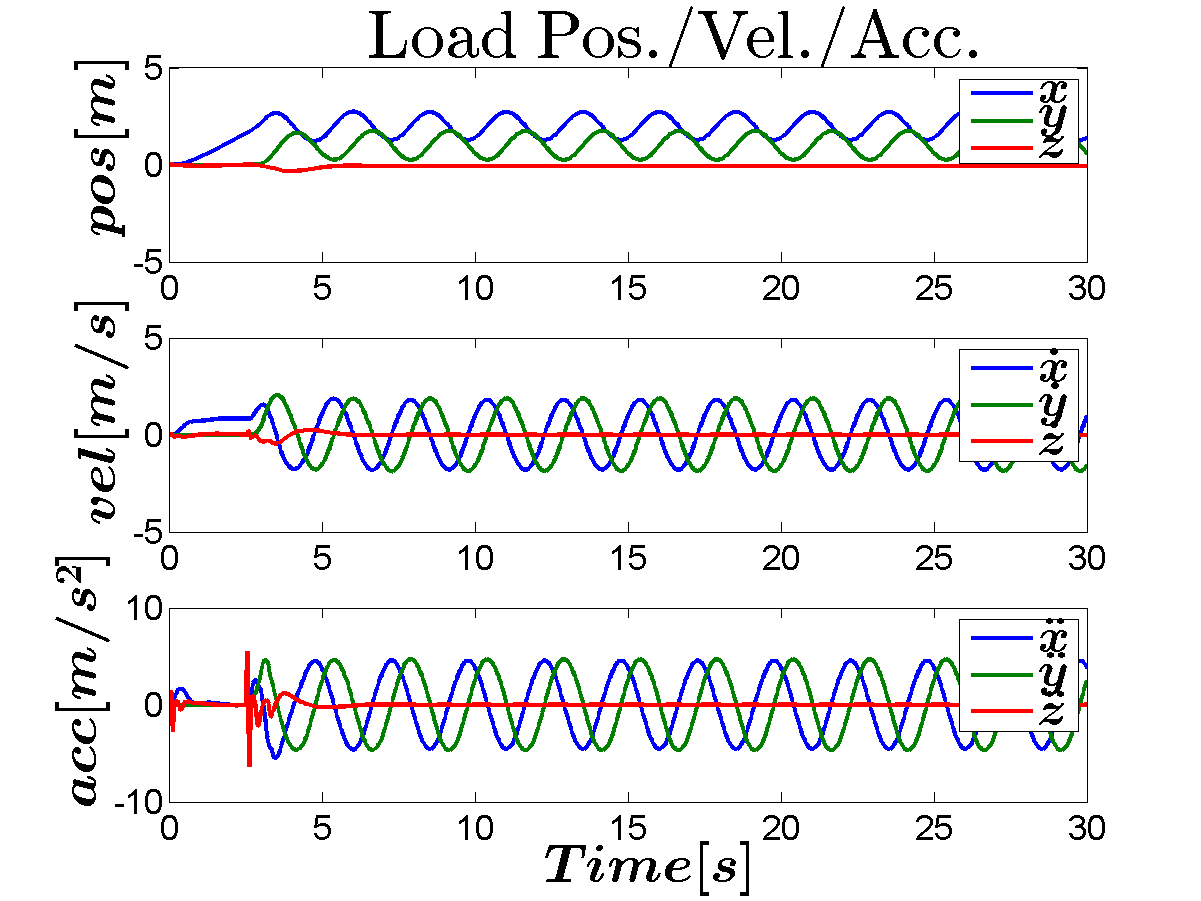 Load Pos./Vel./Acc.
pos[m]
5
0
-5
x
y
z
0 5 10 15 20 25 30
vel[m/s]
5
0
-5
ẋ
ẏ
ż
0 5 10 15 20 25 30
acc[m/s²]
10
0
-10
ẍ
ÿ
z̈
0 5 10 15 20 25 30
Time[s]